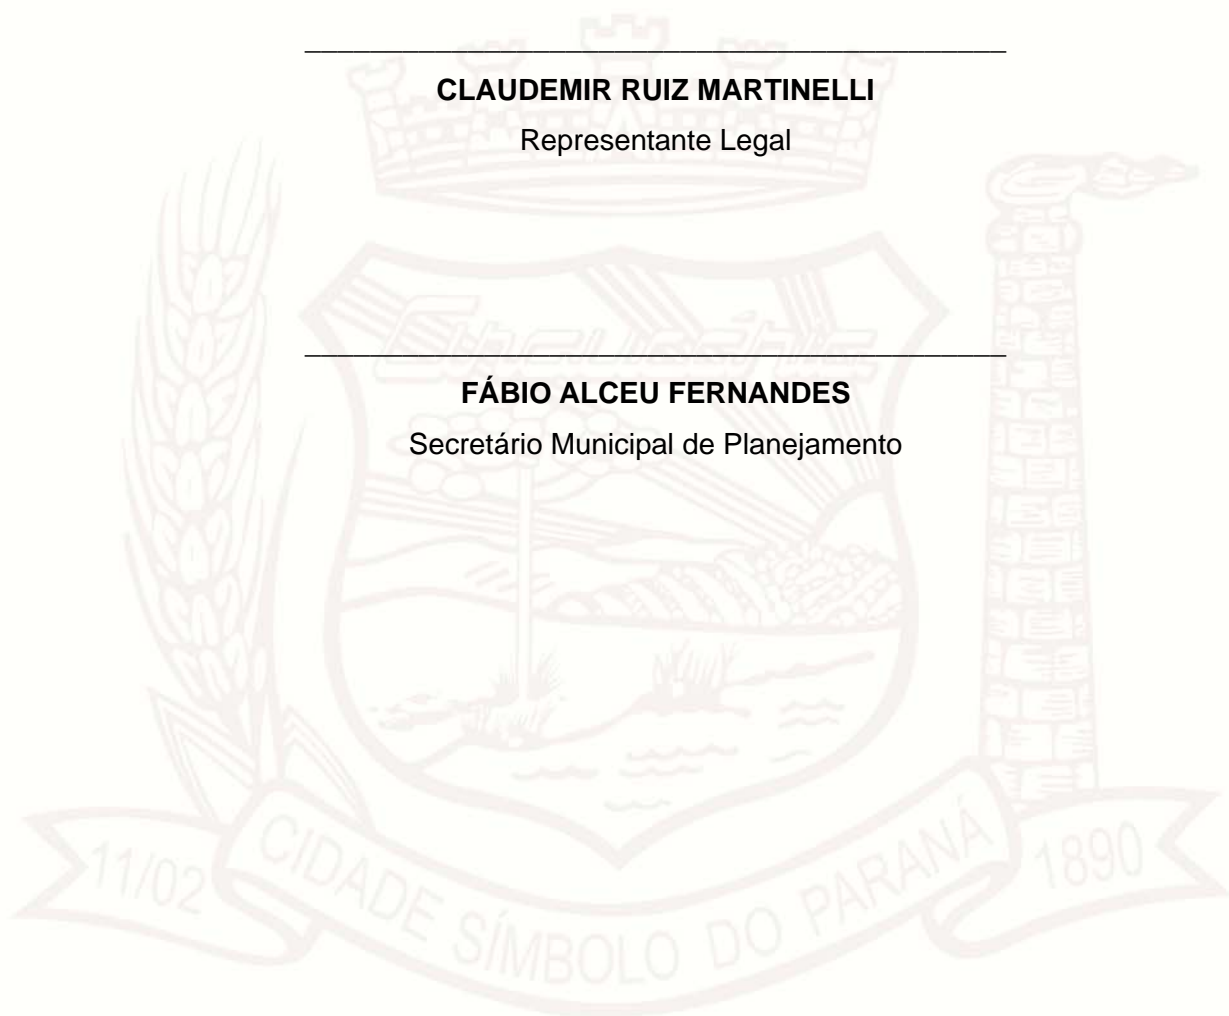 CLAUDEMIR RUIZ MARTINELLI
Representante Legal
FÁBIO ALCEU FERNANDES
Secretário Municipal de Planejamento
11/02
CIDADE SÍMBOLO DO PARANÁ
1890